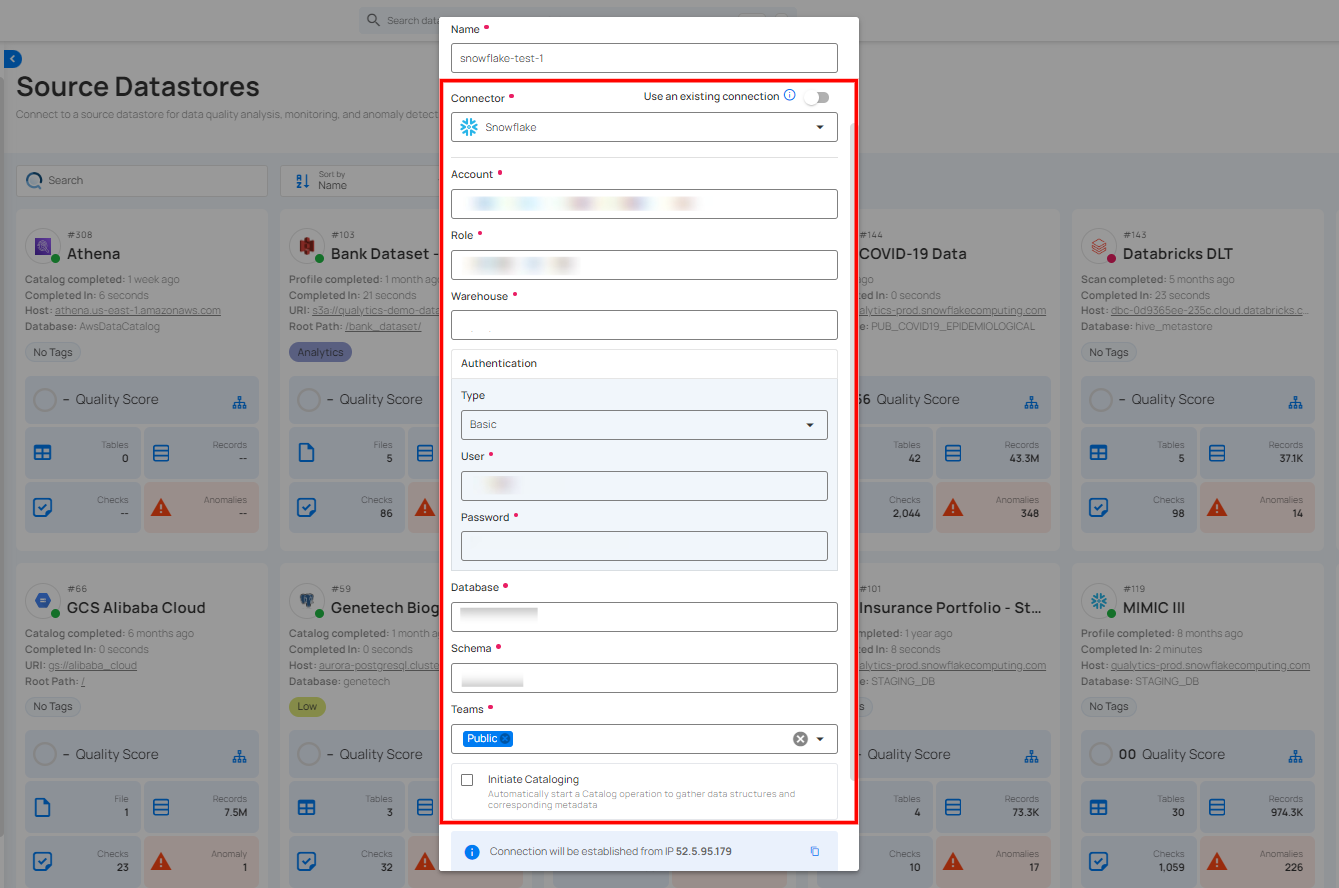 Search data
Source Datastores
Connect to a source datastore for data quality analysis, monitoring, and anomaly detect
Search
Sort by
Name
#308
Athena
Catalog completed: 1 week ago
Completed In: 6 seconds
Host: athena.us-east-1.amazonaws.com
Database: AwsDataCatalog
No Tags
– Quality Score
Tables
0
Records
--
Checks
--
Anomalies
--
#103
Bank Dataset -
Profile completed: 1 month ago
Completed In: 21 seconds
URI: s3a://qualytics-demo-data
Root Path: /bank_dataset/
Analytics
– Quality Score
Files
5
Checks
86
Name
snowflake-test-1
Connector
Use an existing connection
Snowflake
Account
Role
Warehouse
Authentication
Type
Basic
User
Password
Database
Schema
Teams
Public
Initiate Cataloging
Automatically start a Catalog operation to gather data structures and
corresponding metadata
Connection will be established from IP 52.5.95.179
#144
COVID-19 Data
ago
In: 0 seconds
alytics-prod.snowflakecomputing.com
e: PUB_COVID19_EPIDEMIOLOGICAL
66 Quality Score
Tables
42
Records
43.3M
Checks
2,044
Anomalies
348
#143
Databricks DLT
Scan completed: 5 months ago
Completed In: 23 seconds
Host: dbc-0d9365ee-235c.cloud.databricks.c...
Database: hive_metastore
No Tags
– Quality Score
Tables
5
Records
37.1K
Checks
98
Anomalies
14
#66
GCS Alibaba Cloud
Catalog completed: 6 months ago
Completed In: 0 seconds
URI: gs://alibaba_cloud
Root Path: /
No Tags
– Quality Score
File
1
Records
7.5M
Checks
23
Anomaly
1
#59
Genetech Biog
Catalog completed: 1 month ago
Completed In: 0 seconds
Host: aurora-postgresql.cluste
Database: genetech
Low
– Quality Score
Tables
3
Checks
32
#101
Insurance Portfolio - St...
mpleted: 1 year ago
In: 8 seconds
alytics-prod.snowflakecomputing.com
e: STAGING_DB
s
– Quality Score
Tables
4
Records
73.3K
Checks
10
Anomalies
17
#119
MIMIC III
Profile completed: 8 months ago
Completed In: 2 minutes
Host: qualytics-prod.snowflakecomputing.com
Database: STAGING_DB
No Tags
00 Quality Score
Tables
30
Records
974.3K
Checks
1,059
Anomalies
226